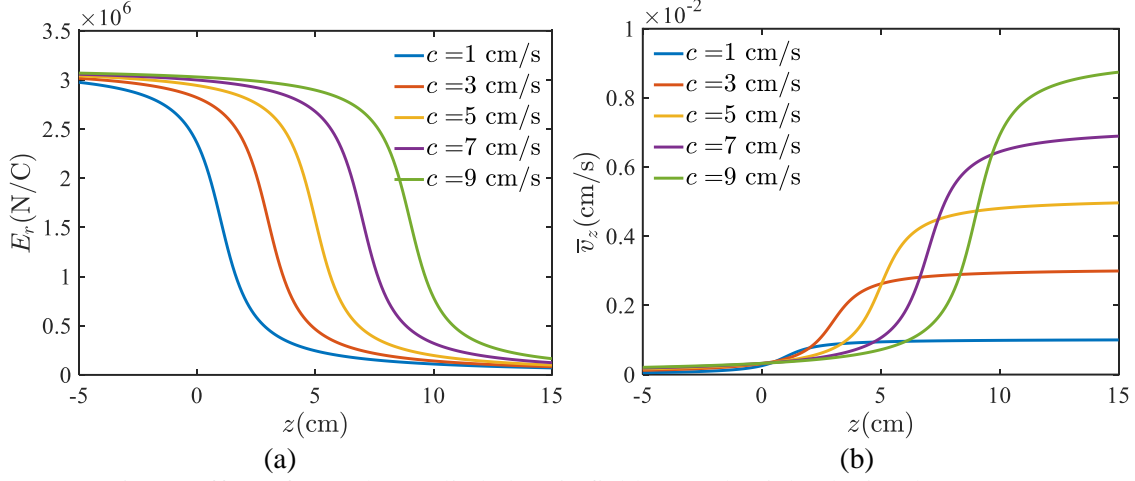 ×10⁶
3.5
3
2.5
2
1.5
1
0.5
0
-5
0
5
10
15
E_r(N/C)
z(cm)
c =1 cm/s
c =3 cm/s
c =5 cm/s
c =7 cm/s
c =9 cm/s
(a)
×10⁻²
1
0.8
0.6
0.4
0.2
0
-5
0
5
10
15
v̅_z(cm/s)
z(cm)
c =1 cm/s
c =3 cm/s
c =5 cm/s
c =7 cm/s
c =9 cm/s
(b)